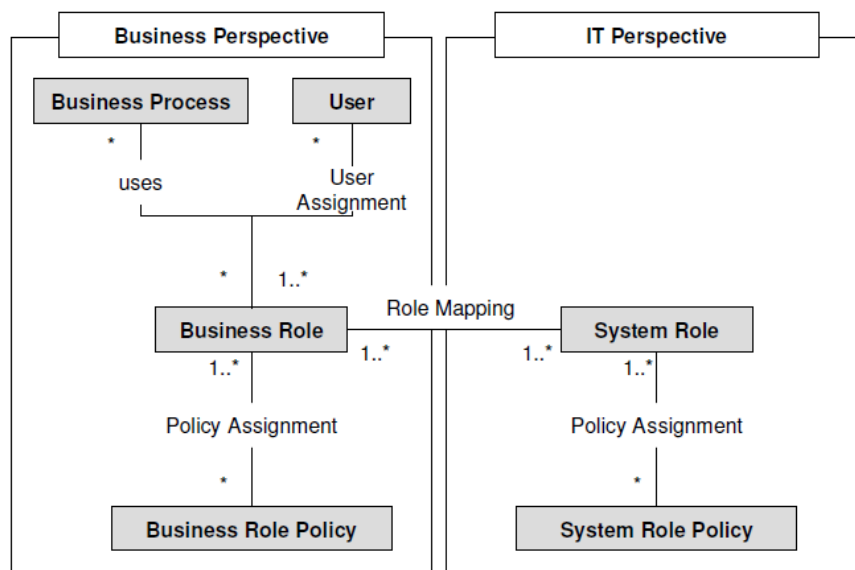 Business Perspective
IT Perspective
Business Process
User
*
*
uses
User
Assignment
*
1..*
Role Mapping
Business Role
System Role
1..*
1..*
1..*
1..*
Policy Assignment
Policy Assignment
*
*
Business Role Policy
System Role Policy